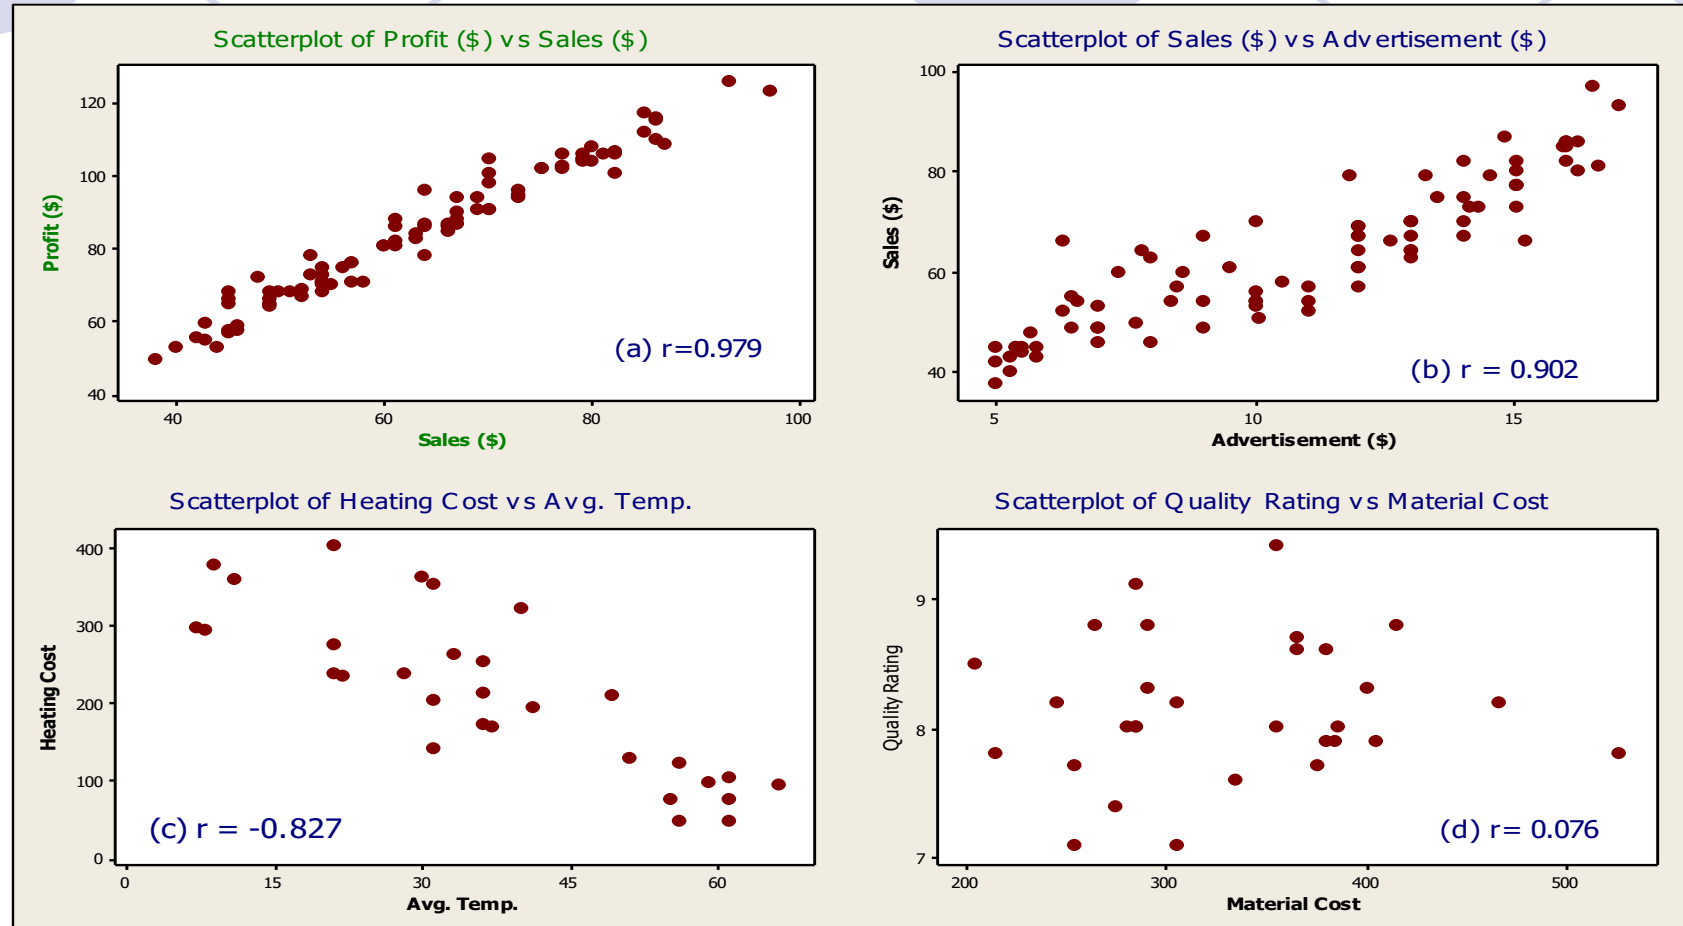 Scatterplot of Profit ($) vs Sales ($)
Profit ($)
120
100
80
60
40
40 60 80 100
Sales ($)
(a) r=0.979
Scatterplot of Sales ($) vs Advertisement ($)
Sales ($)
100
80
60
40
5 10 15
Advertisement ($)
(b) r = 0.902
Scatterplot of Heating Cost vs Avg. Temp.
Heating Cost
400
300
200
100
0
0 15 30 45 60
Avg. Temp.
(c) r = -0.827
Scatterplot of Quality Rating vs Material Cost
Quality Rating
9
8
7
200 300 400 500
Material Cost
(d) r= 0.076